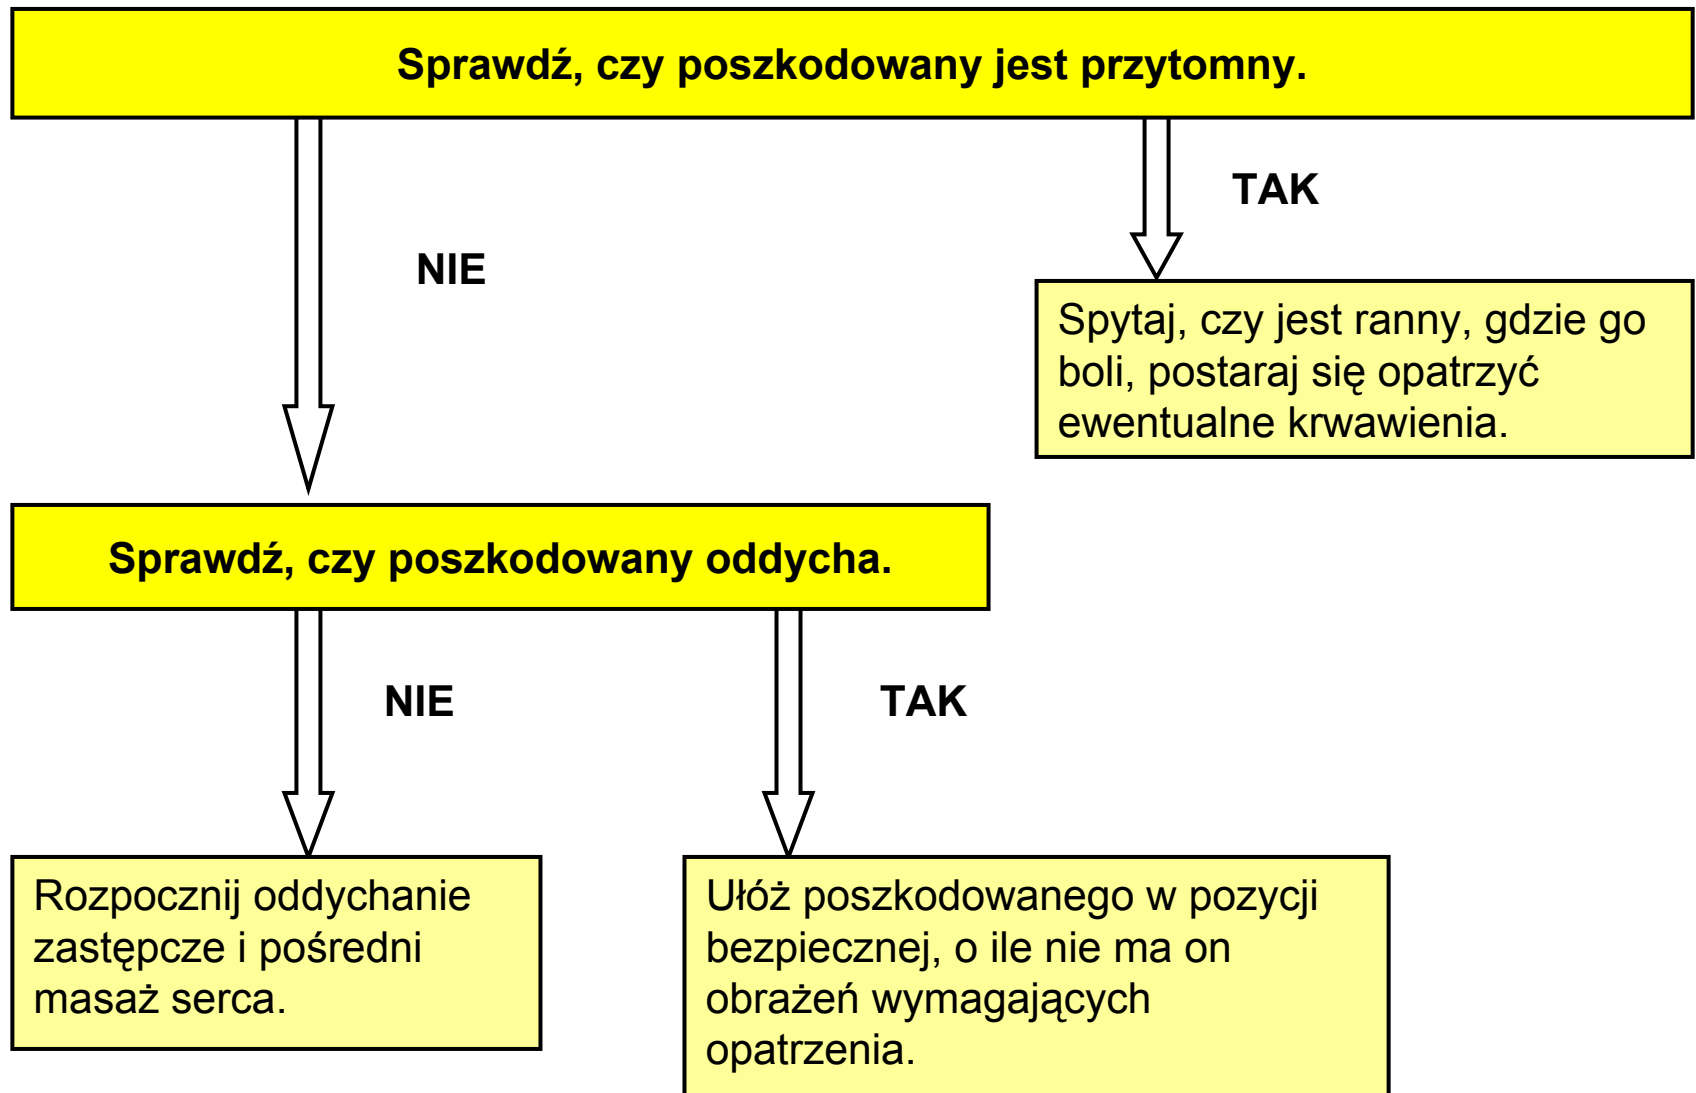 Sprawdź, czy poszkodowany jest przytomny.
TAK
NIE
Spytaj, czy jest ranny, gdzie go
boli, postaraj się opatrzyć
ewentualne krwawienia.
Sprawdź, czy poszkodowany oddycha.
NIE
TAK
Rozpocznij oddychanie
zastępcze i pośredni
masaż serca.
Ułóż poszkodowanego w pozycji
bezpiecznej, o ile nie ma on
obrażeń wymagających
opatrzenia.